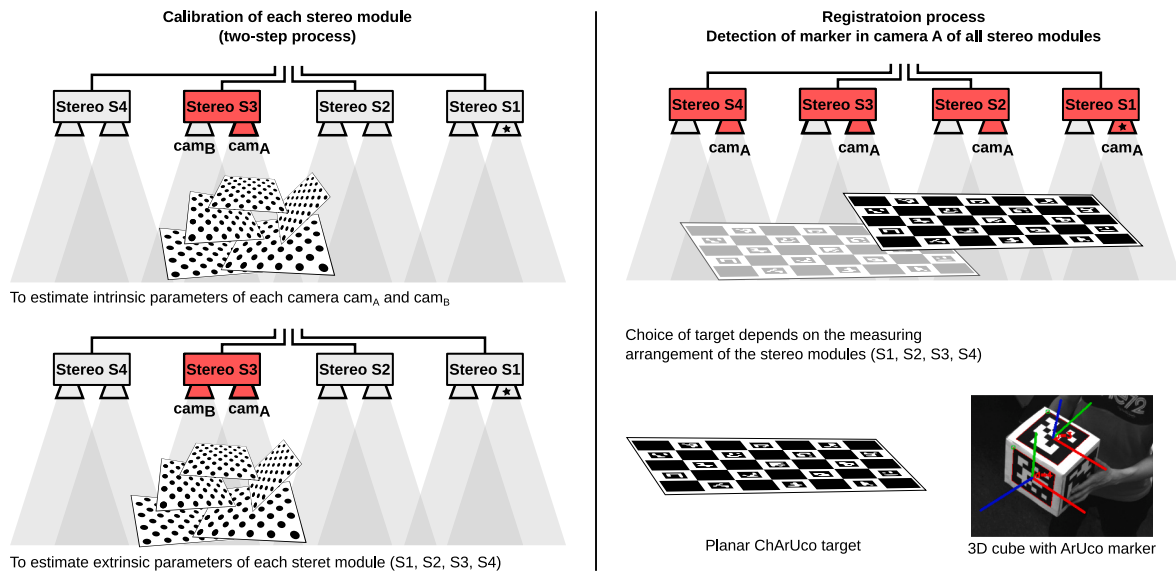 Calibration of each stereo module
(two-step process)
Stereo S4
Stereo S3
Stereo S2
Stereo S1
camB
camA
To estimate intrinsic parameters of each camera camA and camB
Stereo S4
Stereo S3
Stereo S2
Stereo S1
camB
camA
To estimate extrinsic parameters of each steret module (S1, S2, S3, S4)
Registratoion process
Detection of marker in camera A of all stereo modules
Stereo S4
Stereo S3
Stereo S2
Stereo S1
camA
camA
camA
camA
Choice of target depends on the measuring
arrangement of the stereo modules (S1, S2, S3, S4)
Planar ChArUco target
3D cube with ArUco marker